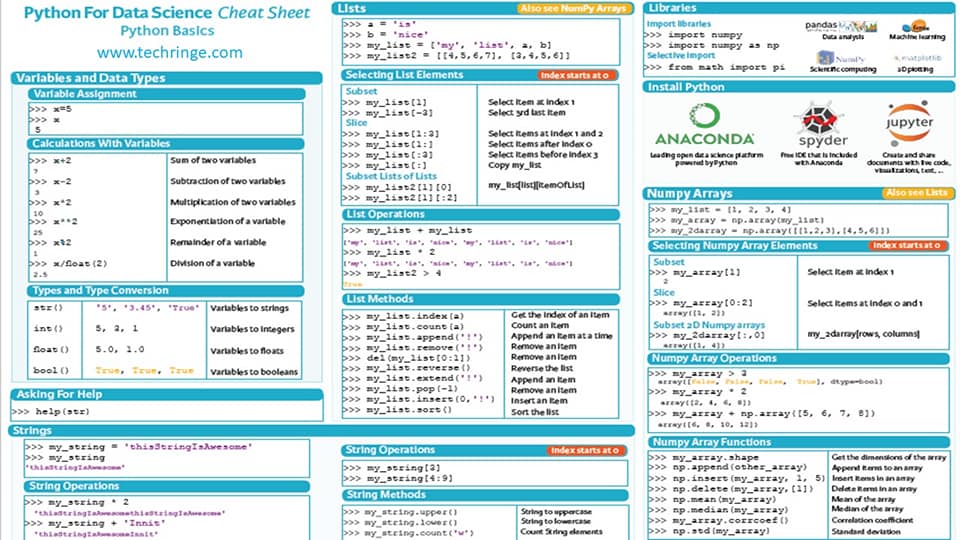 Python For Data Science Cheat Sheet
Python Basics
www.techringe.com
Variables and Data Types
Variable Assignment
>>> x=5
>>> x
5
Calculations With Variables
>>> x+2 Sum of two variables
7
>>> x-2 Subtraction of two variables
3
>>> x*2 Multiplication of two variables
10
>>> x**2 Exponentiation of a variable
25
>>> x%2 Remainder of a variable
1
>>> x/float(2) Division of a variable
2.5
Types and Type Conversion
str() '5', '3.45', 'True' Variables to strings
int() 5, 3, 1 Variables to integers
float() 5.0, 1.0 Variables to floats
bool() True, True, True Variables to booleans
Asking For Help
>>> help(str)
Strings
>>> my_string = 'thisStringIsAwesome'
>>> my_string
'thisStringIsAwesome'
String Operations
>>> my_string * 2
'thisStringIsAwesomethisStringIsAwesome'
>>> my_string + 'Innit'
'thisStringIsAwesomeInnit'
Lists
Also see NumPy Arrays
>>> a = 'is'
>>> b = 'nice'
>>> my_list = ['my', 'list', a, b]
>>> my_list2 = [[4,5,6,7], [3,4,5,6]]
Selecting List Elements
Index starts at 0
Subset
>>> my_list[1] Select item at index 1
>>> my_list[-3] Select 3rd last item
Slice
>>> my_list[1:3] Select items at index 1 and 2
>>> my_list[1:] Select items after index 0
>>> my_list[:3] Select items before index 3
>>> my_list[:] Copy my_list
Subset Lists of Lists
>>> my_list2[1][0] my_list[list][itemOfList]
>>> my_list2[1][:2]
List Operations
>>> my_list + my_list
['my', 'list', 'is', 'nice', 'my', 'list', 'is', 'nice']
>>> my_list * 2
['my', 'list', 'is', 'nice', 'my', 'list', 'is', 'nice']
>>> my_list2 > 4
True
List Methods
>>> my_list.index(a) Get the index of an item
>>> my_list.count(a) Count an item
>>> my_list.append('!') Append an item at a time
>>> my_list.remove('!') Remove an item
>>> del(my_list[0:1]) Remove an item
>>> my_list.reverse() Reverse the list
>>> my_list.extend('!') Append an item
>>> my_list.pop(-1) Remove an item
>>> my_list.insert(0,'!') Insert an item
>>> my_list.sort() Sort the list
String Operations
Index starts at 0
>>> my_string[3]
>>> my_string[4:9]
String Methods
>>> my_string.upper() String to uppercase
>>> my_string.lower() String to lowercase
>>> my_string.count('w') Count String elements
Libraries
Import libraries
>>> import numpy
>>> import numpy as np
Selective import
>>> from math import pi
pandas
Data analysis
Machine learning
NumPy
Scientific computing
matplotlib
2D plotting
Install Python
ANACONDA
Leading open data science platform
powered by Python
spyder
Free IDE that is included
with Anaconda
jupyter
Create and share
documents with live code,
visualizations, text, ...
Numpy Arrays
Also see Lists
>>> my_list = [1, 2, 3, 4]
>>> my_array = np.array(my_list)
>>> my_2darray = np.array([[1,2,3],[4,5,6]])
Selecting Numpy Array Elements
Index starts at 0
Subset
>>> my_array[1] Select item at index 1
2
Slice
>>> my_array[0:2] Select items at index 0 and 1
array([1, 2])
Subset 2D Numpy arrays
>>> my_2darray[:,0] my_2darray[rows, columns]
array([1, 4])
Numpy Array Operations
>>> my_array > 3
array([False, False, False, True], dtype=bool)
>>> my_array * 2
array([2, 4, 6, 8])
>>> my_array + np.array([5, 6, 7, 8])
array([6, 8, 10, 12])
Numpy Array Functions
>>> my_array.shape Get the dimensions of the array
>>> np.append(other_array) Append items to an array
>>> np.insert(my_array, 1, 5) Insert items in an array
>>> np.delete(my_array,[1]) Delete items in an array
>>> np.mean(my_array) Mean of the array
>>> np.median(my_array) Median of the array
>>> my_array.corrcoef() Correlation coefficient
>>> np.std(my_array) Standard deviation